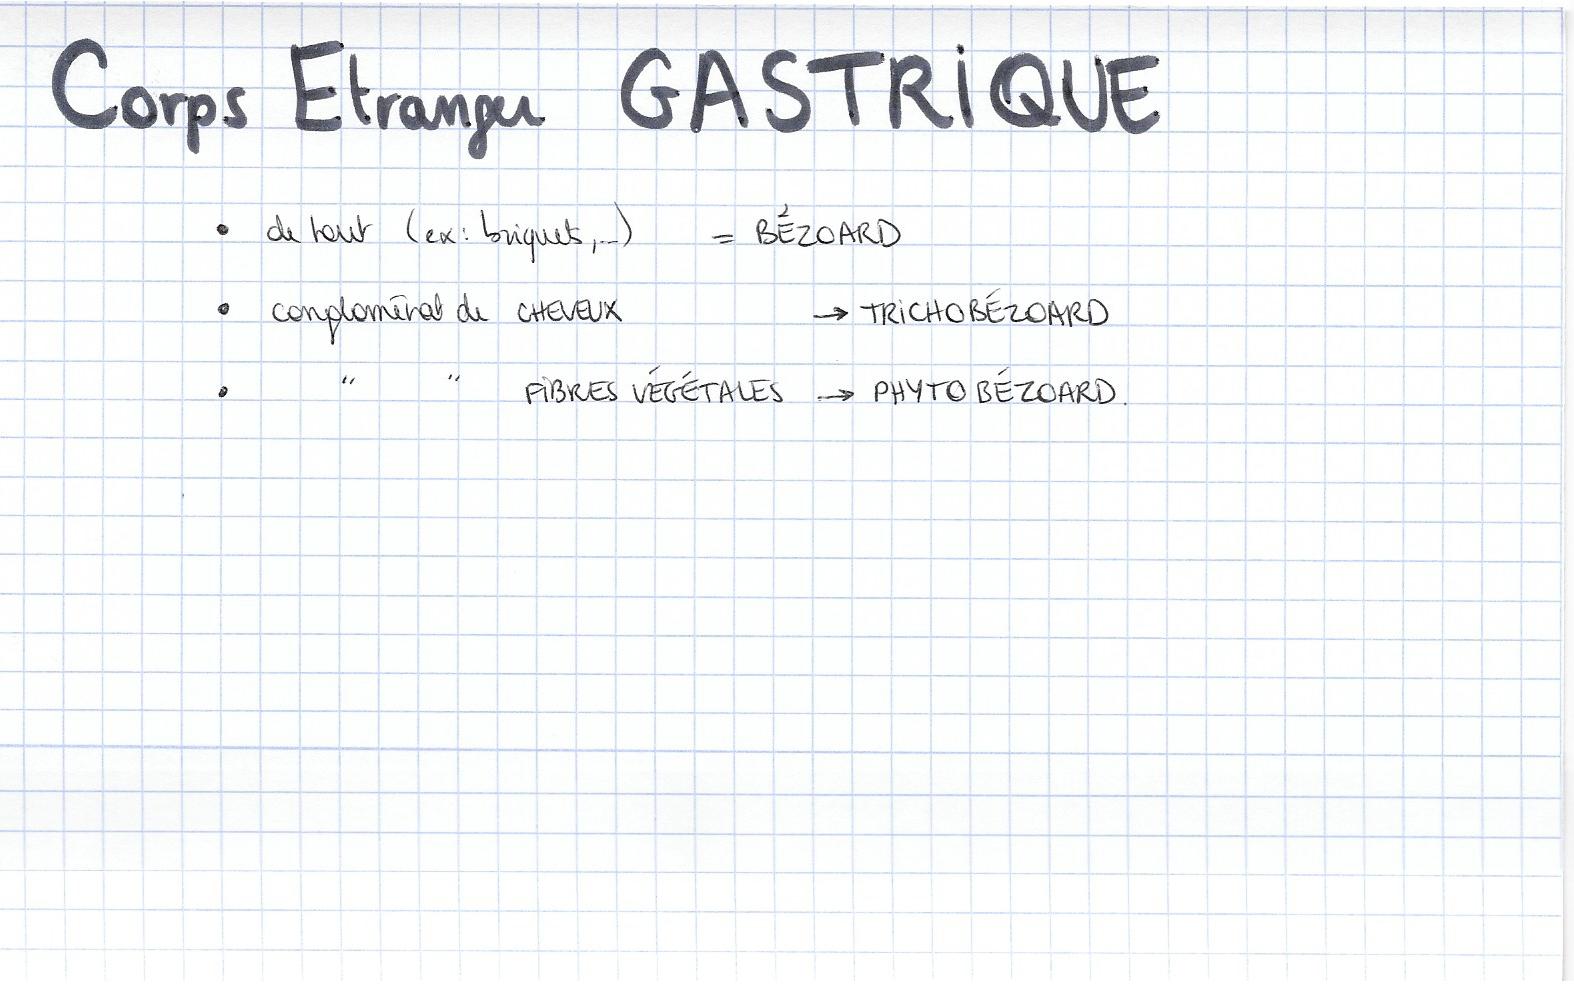 Corps Etranger GASTRIQUE
• de tout (ex: briquets,...) = BÉZOARD
• conglomérat de CHEVEUX → TRICHOBÉZOARD
• " " FIBRES VÉGÉTALES → PHYTOBÉZOARD.